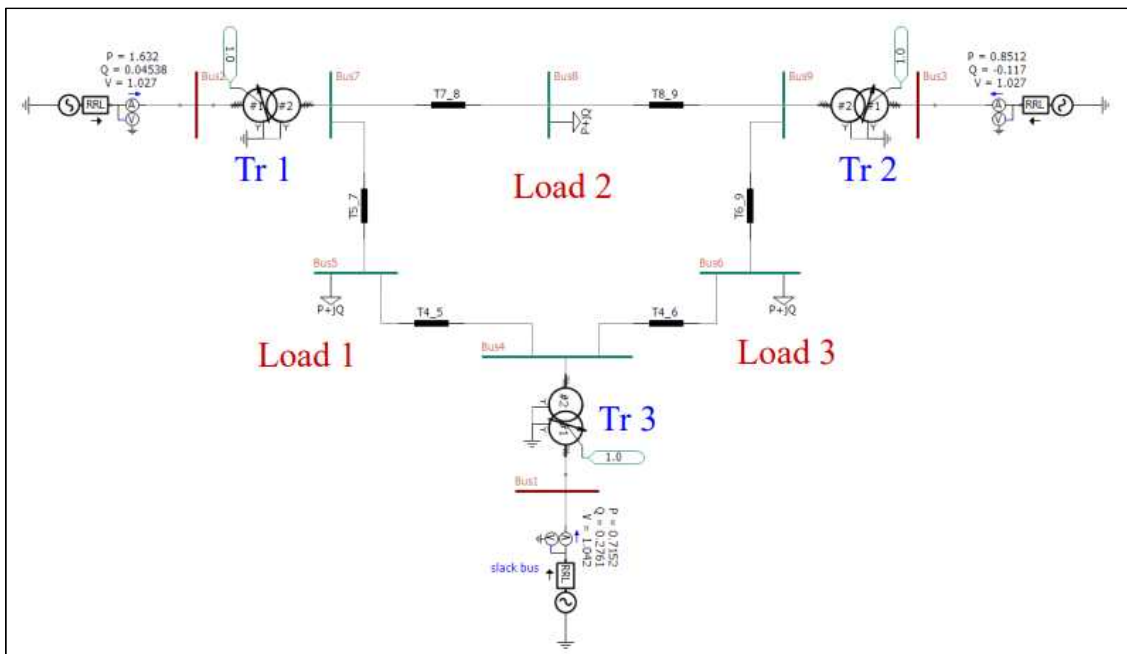 P = 1.632
Q = 0.04538
V = 1.027
RRL
A
V
Bus2
1.0
#1
#2
Y
Y
Tr 1
Bus7
T7_8
Bus8
P+jQ
Load 2
T8_9
Bus9
1.0
#2
#1
Y
Y
Tr 2
Bus3
P = 0.8512
Q = -0.117
V = 1.027
A
V
RRL
T5_7
T6_9
Bus5
P+jQ
Load 1
T4_5
Bus4
T4_6
Bus6
P+jQ
Load 3
#2
#1
Y
Y
Tr 3
1.0
Bus1
P = 0.7152
Q = 0.2761
V = 1.042
V
A
slack bus
RRL